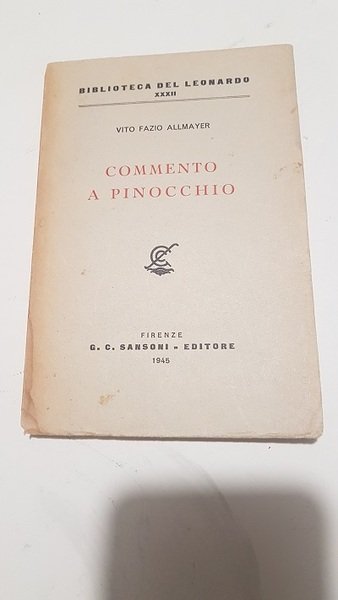 BIBLIOTECA DEL LEONARDO
XXXII
VITO FAZIO ALLMAYER
COMMENTO
A PINOCCHIO
FIRENZE
G. C. SANSONI - EDITORE
1945